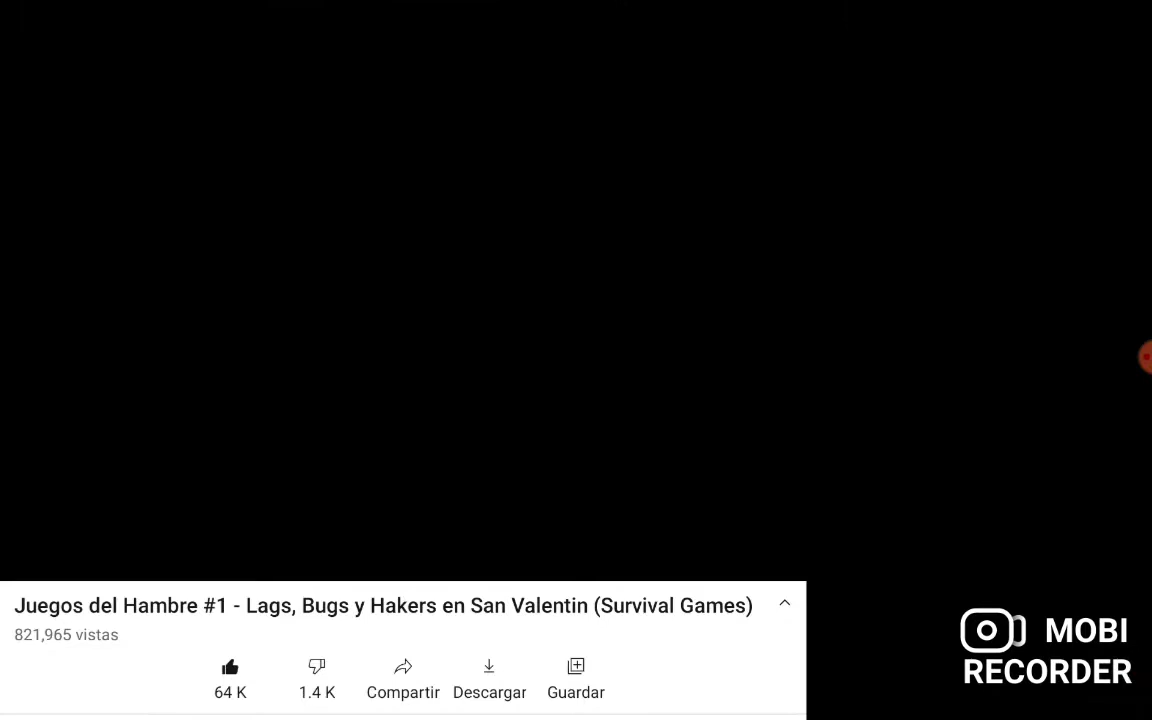 Juegos del Hambre #1 - Lags, Bugs y Hakers en San Valentin (Survival Games)
821,965 vistas
64 K 1.4 K Compartir Descargar Guardar
MOBI
RECORDER